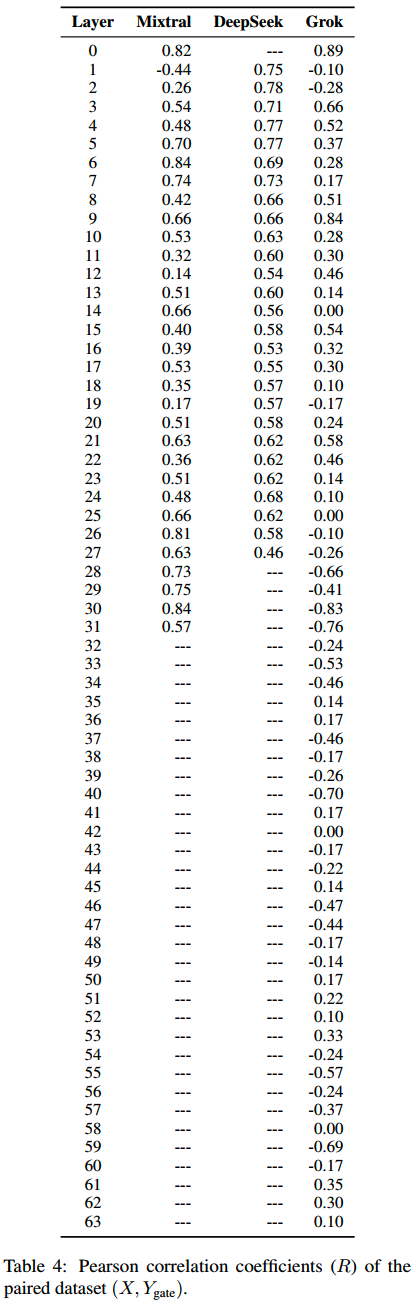 Layer Mixtral DeepSeek Grok
0 0.82 --- 0.89
1 -0.44 0.75 -0.10
2 0.26 0.78 -0.28
3 0.54 0.71 0.66
4 0.48 0.77 0.52
5 0.70 0.77 0.37
6 0.84 0.69 0.28
7 0.74 0.73 0.17
8 0.42 0.66 0.51
9 0.66 0.66 0.84
10 0.53 0.63 0.28
11 0.32 0.60 0.30
12 0.14 0.54 0.46
13 0.51 0.60 0.14
14 0.66 0.56 0.00
15 0.40 0.58 0.54
16 0.39 0.53 0.32
17 0.53 0.55 0.30
18 0.35 0.57 0.10
19 0.17 0.57 -0.17
20 0.51 0.58 0.24
21 0.63 0.62 0.58
22 0.36 0.62 0.46
23 0.51 0.62 0.14
24 0.48 0.68 0.10
25 0.66 0.62 0.00
26 0.81 0.58 -0.10
27 0.63 0.46 -0.26
28 0.73 --- -0.66
29 0.75 --- -0.41
30 0.84 --- -0.83
31 0.57 --- -0.76
32 --- --- -0.24
33 --- --- -0.53
34 --- --- -0.46
35 --- --- 0.14
36 --- --- 0.17
37 --- --- -0.46
38 --- --- -0.17
39 --- --- -0.26
40 --- --- -0.70
41 --- --- 0.17
42 --- --- 0.00
43 --- --- -0.17
44 --- --- -0.22
45 --- --- 0.14
46 --- --- -0.47
47 --- --- -0.44
48 --- --- -0.17
49 --- --- -0.14
50 --- --- 0.17
51 --- --- 0.22
52 --- --- 0.10
53 --- --- 0.33
54 --- --- -0.24
55 --- --- -0.57
56 --- --- -0.24
57 --- --- -0.37
58 --- --- 0.00
59 --- --- -0.69
60 --- --- -0.17
61 --- --- 0.35
62 --- --- 0.30
63 --- --- 0.10
Table 4: Pearson correlation coefficients (R) of the
paired dataset (X, Y_gate).